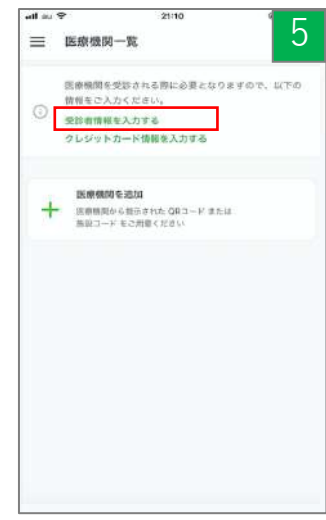 au 21:10
5
医療機関一覧
医療機関を受診される際に必要となりますので、以下の
情報をご入力ください。
受診者情報を入力する
クレジットカード情報を入力する
医療機関を追加
医療機関から指示された QRコード または
施設コード をご用意ください